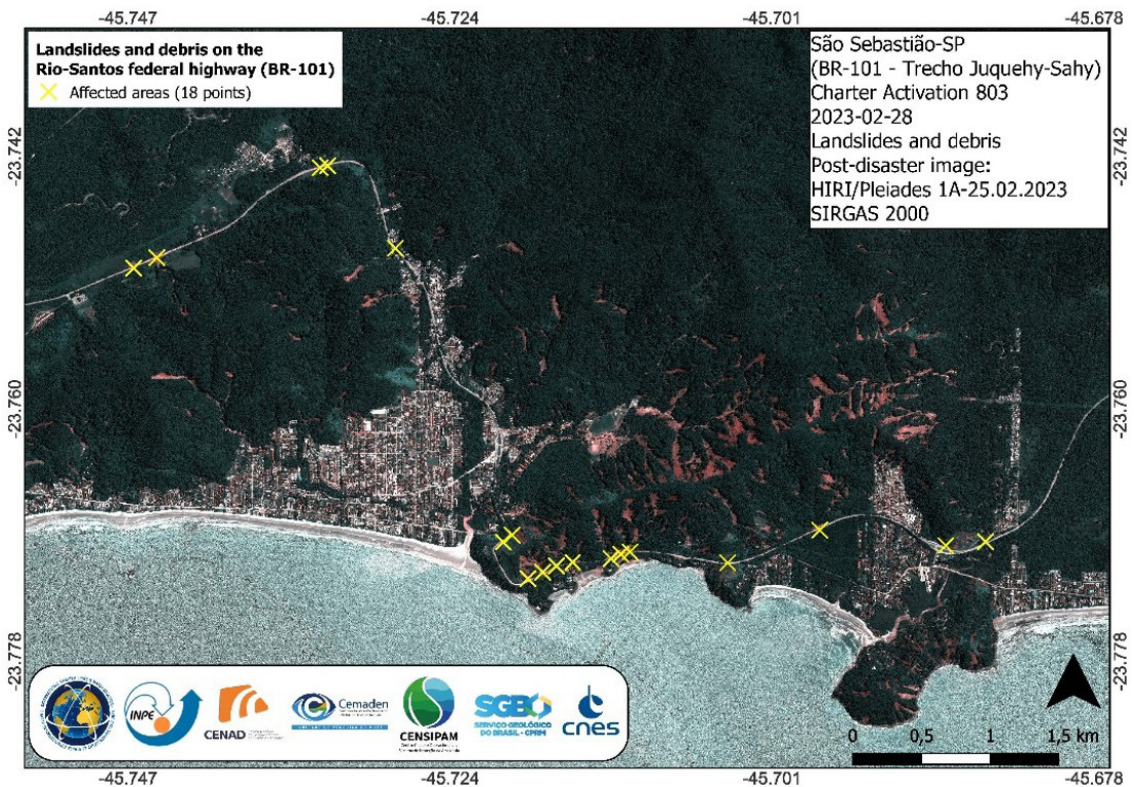 -45.747
-45.724
-45.701
-45.678
Landslides and debris on the
Rio-Santos federal highway (BR-101)
Affected areas (18 points)
São Sebastião-SP
(BR-101 - Trecho Juquehy-Sahy)
Charter Activation 803
2023-02-28
Landslides and debris
Post-disaster image:
HIRI/Pleiades 1A-25.02.2023
SIRGAS 2000
-23.742
-23.742
-23.760
-23.760
-23.778
-23.778
INPE
CENAD
Cemaden
CENSIPAM
SGB
SERVIÇO GEOLÓGICO
DO BRASIL - CPRM
cnes
0
0,5
1
1,5 km
-45.747
-45.724
-45.701
-45.678